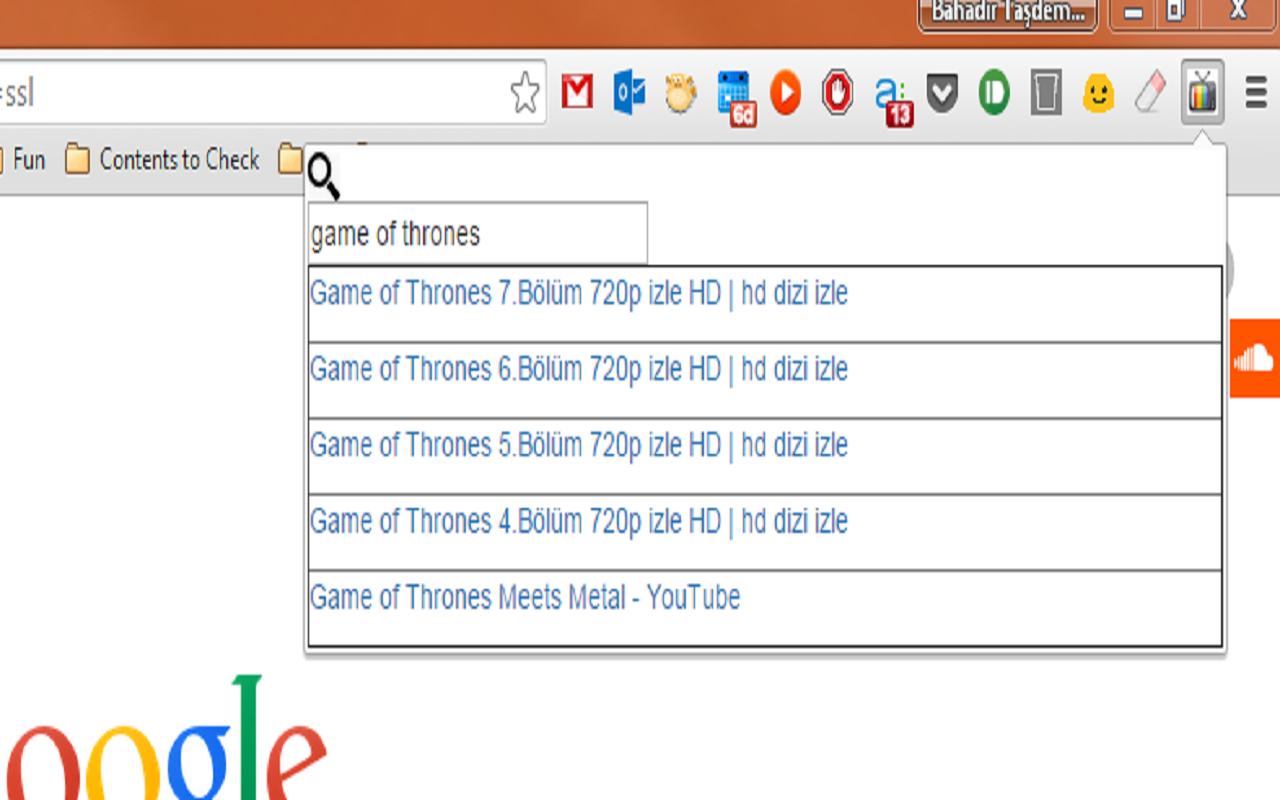 Bahadır Taşdem...
=ssl
6d
a:
13
Fun
Contents to Check
game of thrones
Game of Thrones 7.Bölüm 720p izle HD | hd dizi izle
Game of Thrones 6.Bölüm 720p izle HD | hd dizi izle
Game of Thrones 5.Bölüm 720p izle HD | hd dizi izle
Game of Thrones 4.Bölüm 720p izle HD | hd dizi izle
Game of Thrones Meets Metal - YouTube
oogle